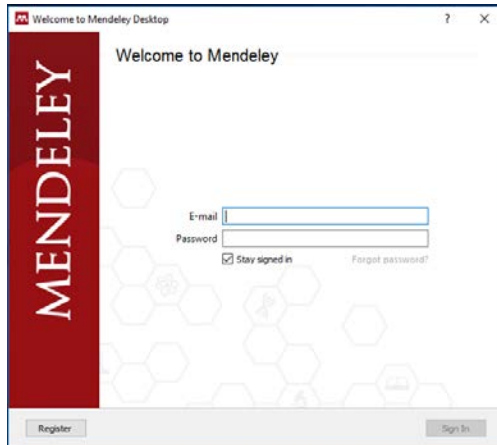 Welcome to Mendeley Desktop
? X
Welcome to Mendeley
MENDELEY
E-mail
Password
Stay signed in
Forgot password?
Register
Sign In